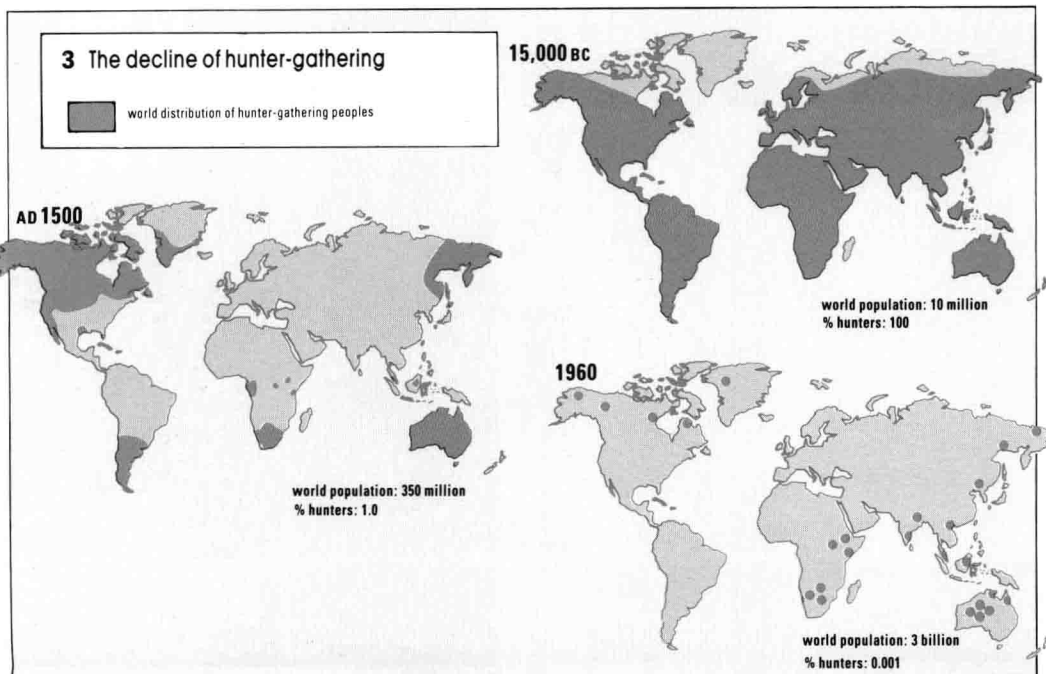 3 The decline of hunter-gathering
world distribution of hunter-gathering peoples
15,000 BC
world population: 10 million
% hunters: 100
AD 1500
world population: 350 million
% hunters: 1.0
1960
world population: 3 billion
% hunters: 0.001